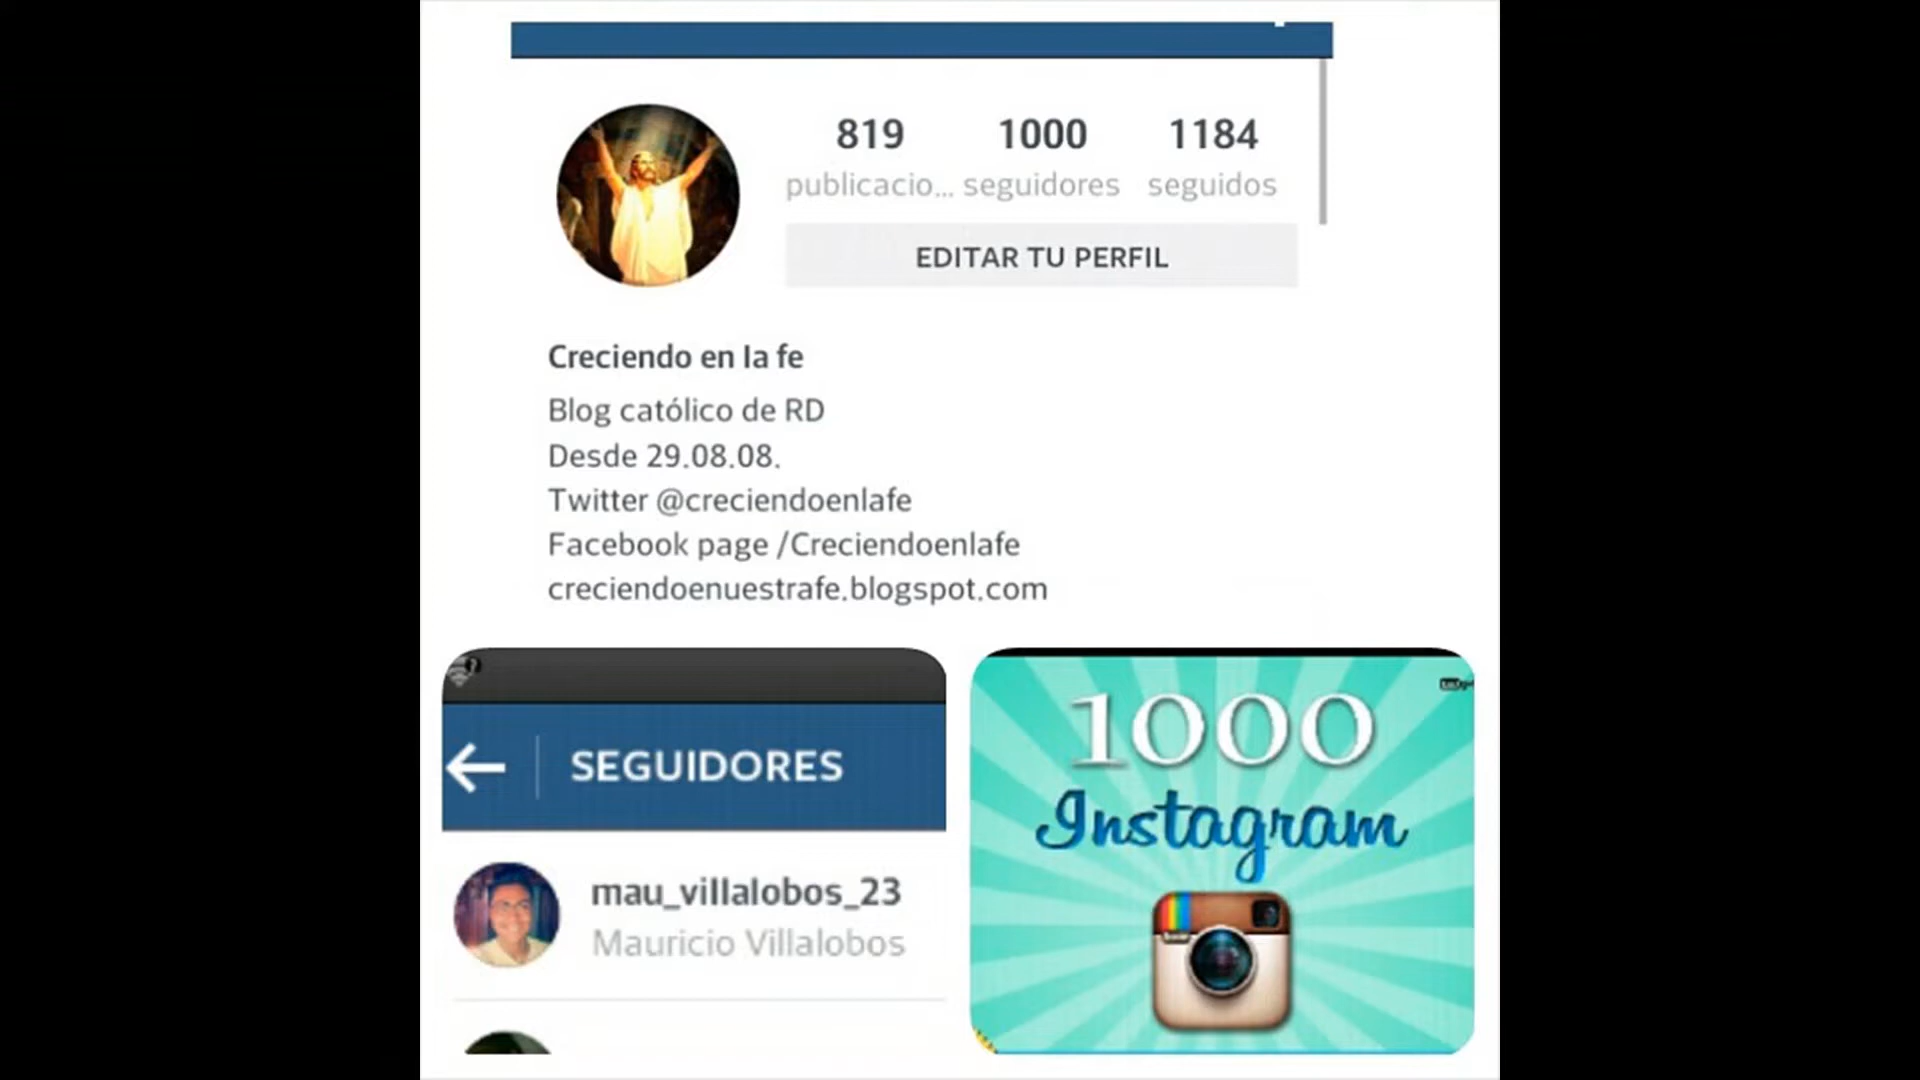 819 1000 1184
publicacio... seguidores seguidos
EDITAR TU PERFIL
Creciendo en la fe
Blog católico de RD
Desde 29.08.08.
Twitter @creciendoenlafe
Facebook page /Creciendoenlafe
creciendoenuestrafe.blogspot.com
SEGUIDORES
mau_villalobos_23
Mauricio Villalobos
1000
Instagram